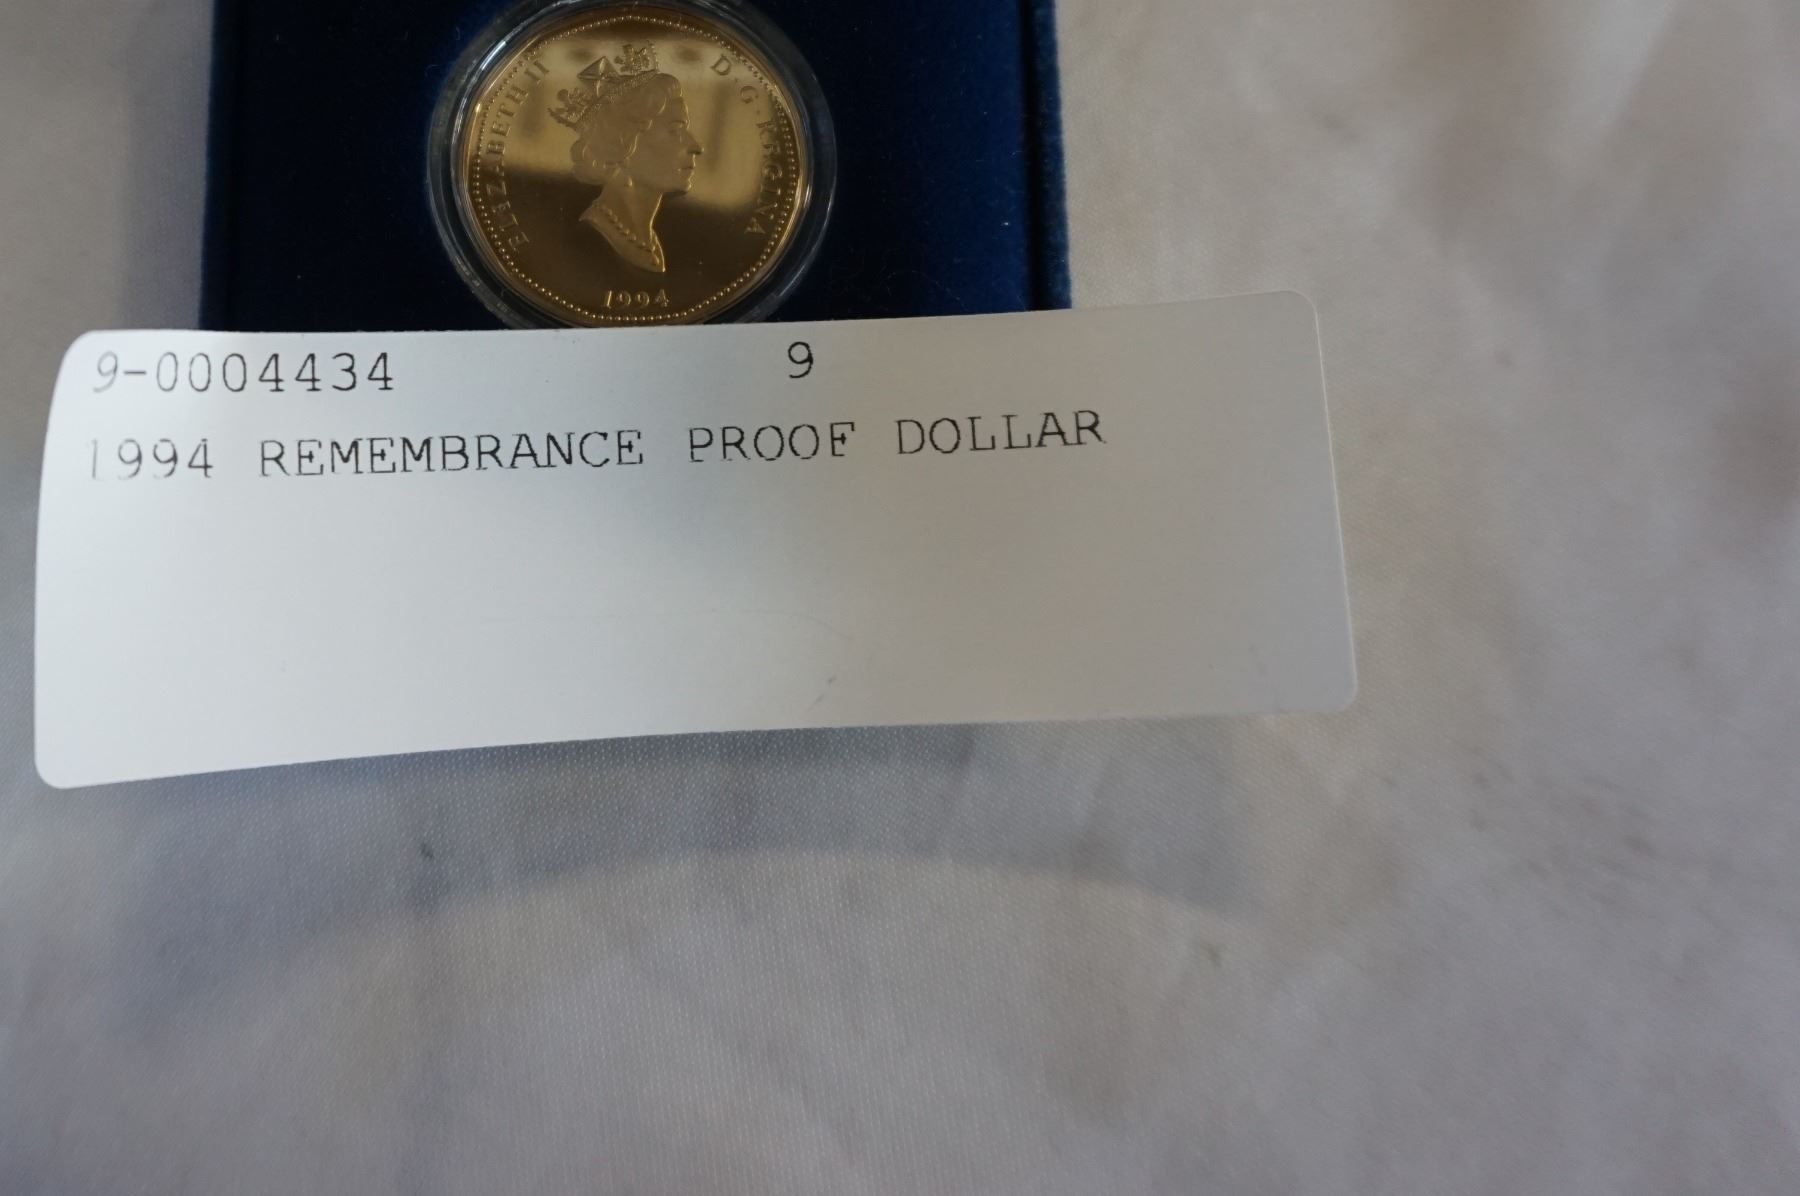 ELIZABETH II
D·G·REGINA
1994
9-0004434 9
1994 REMEMBRANCE PROOF DOLLAR